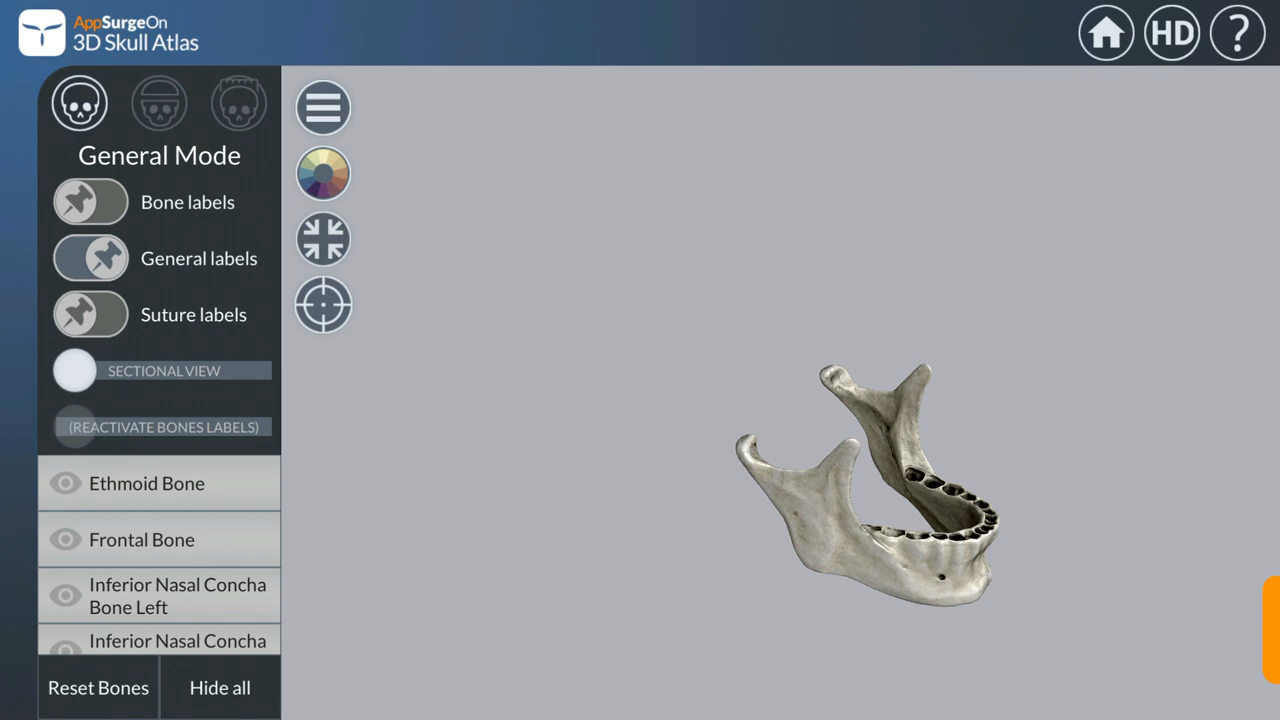 AppSurgeOn
3D Skull Atlas
HD
?
General Mode
Bone labels
General labels
Suture labels
SECTIONAL VIEW
(REACTIVATE BONES LABELS)
Ethmoid Bone
Frontal Bone
Inferior Nasal Concha
Bone Left
Inferior Nasal Concha
Reset Bones
Hide all